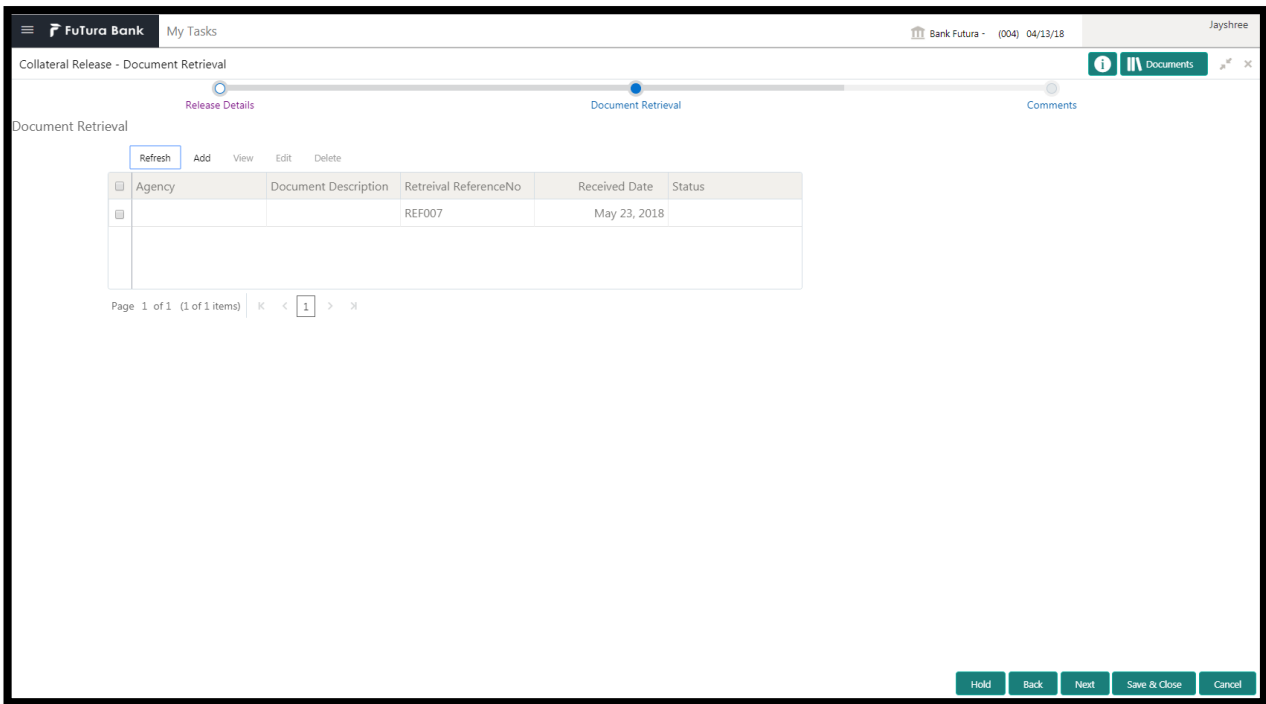 FuTura Bank My Tasks Bank Futura - (004) 04/13/18 Jayshree
Collateral Release - Document Retrieval Documents
Release Details Document Retrieval Comments
Document Retrieval
Refresh Add View Edit Delete
Agency Document Description Retreival ReferenceNo Received Date Status
REF007 May 23, 2018
Page 1 of 1 (1 of 1 items) 1
Hold Back Next Save & Close Cancel